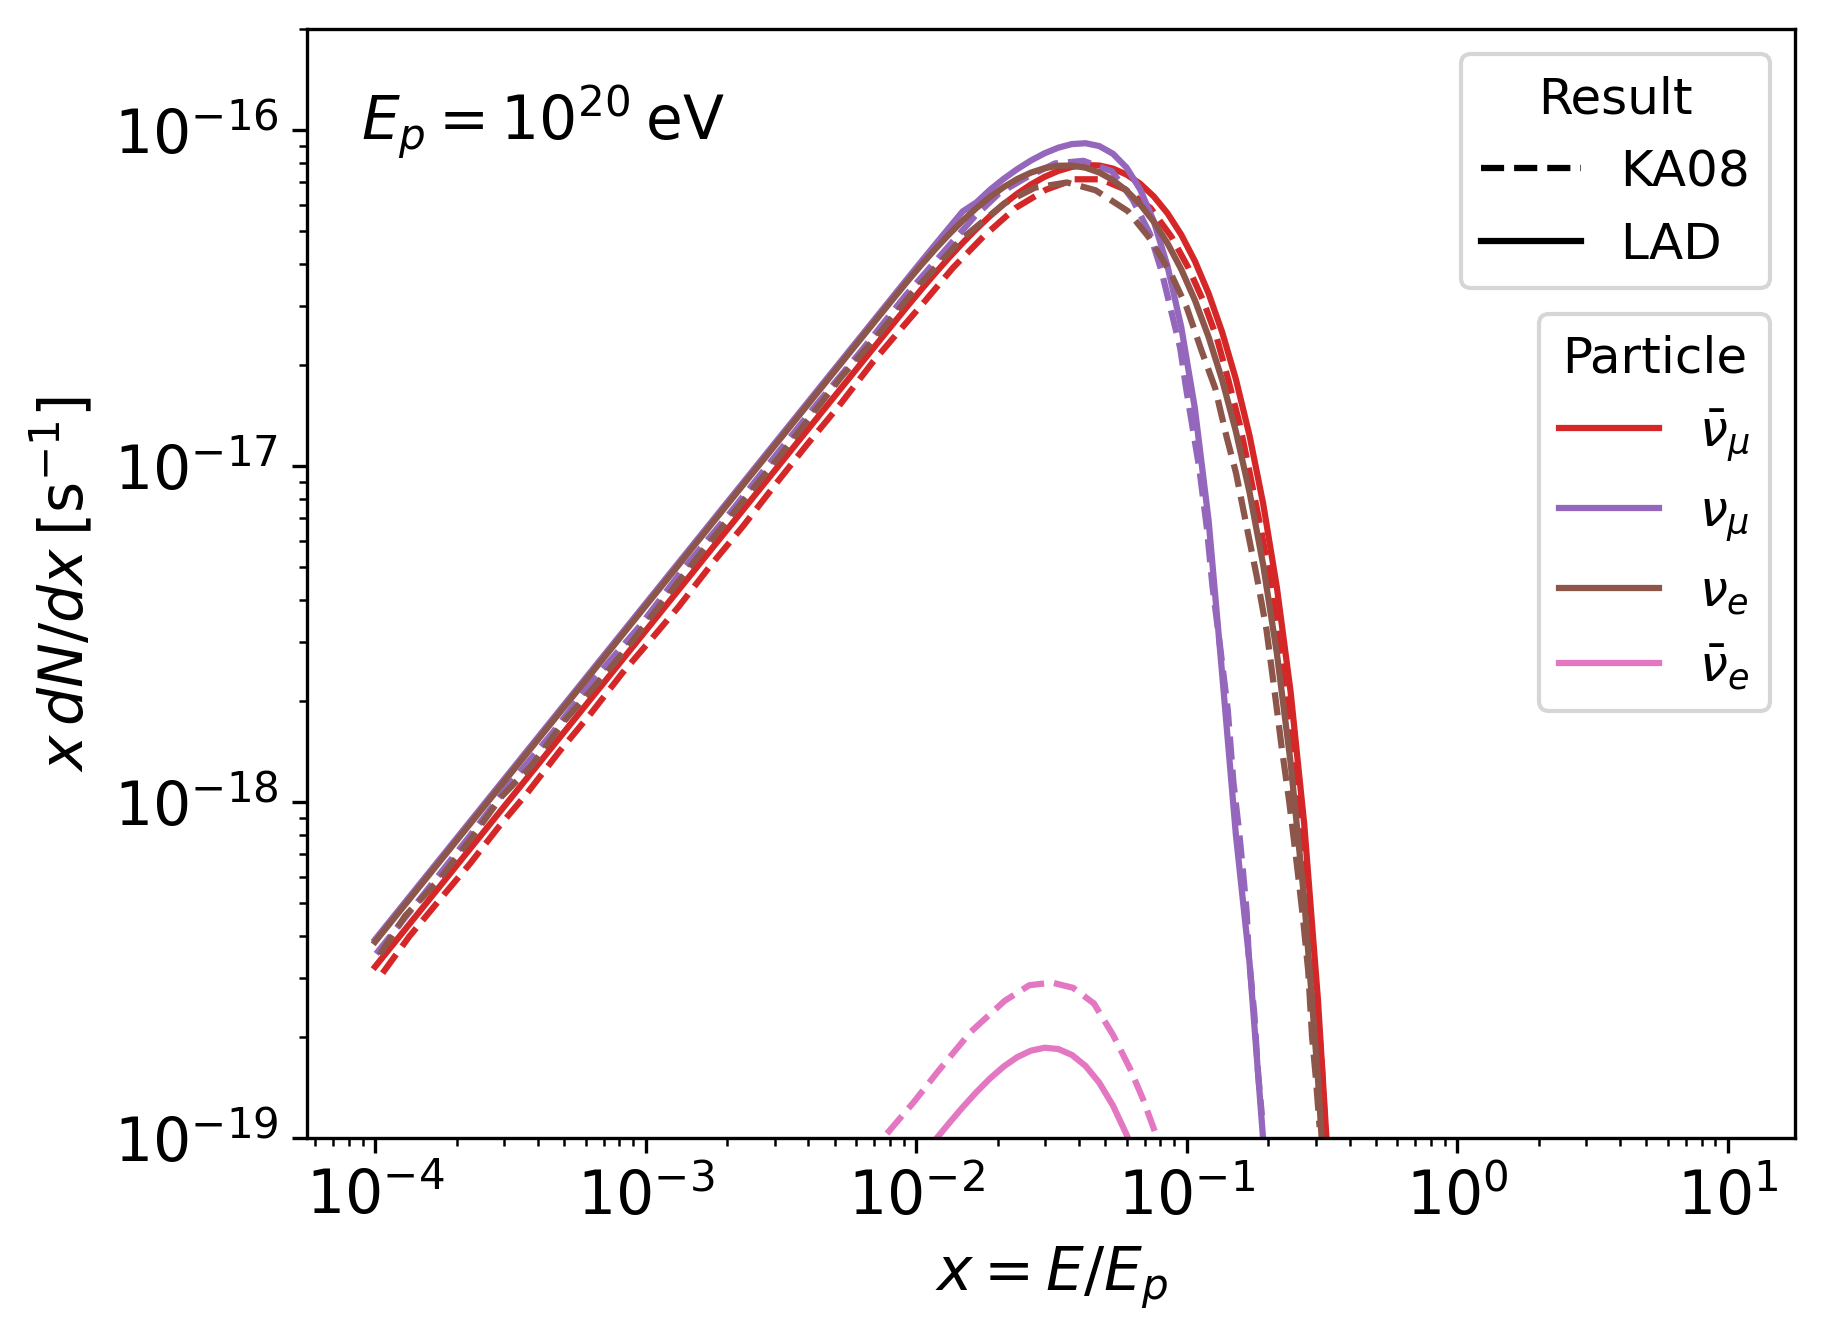 E_p = 10^20 eV
Result
KA08
LAD
Particle
ν̄_μ
ν_μ
ν_e
ν̄_e
x dN/dx [s^−1]
10^−16
10^−17
10^−18
10^−19
10^−4 10^−3 10^−2 10^−1 10^0 10^1
x = E/E_p